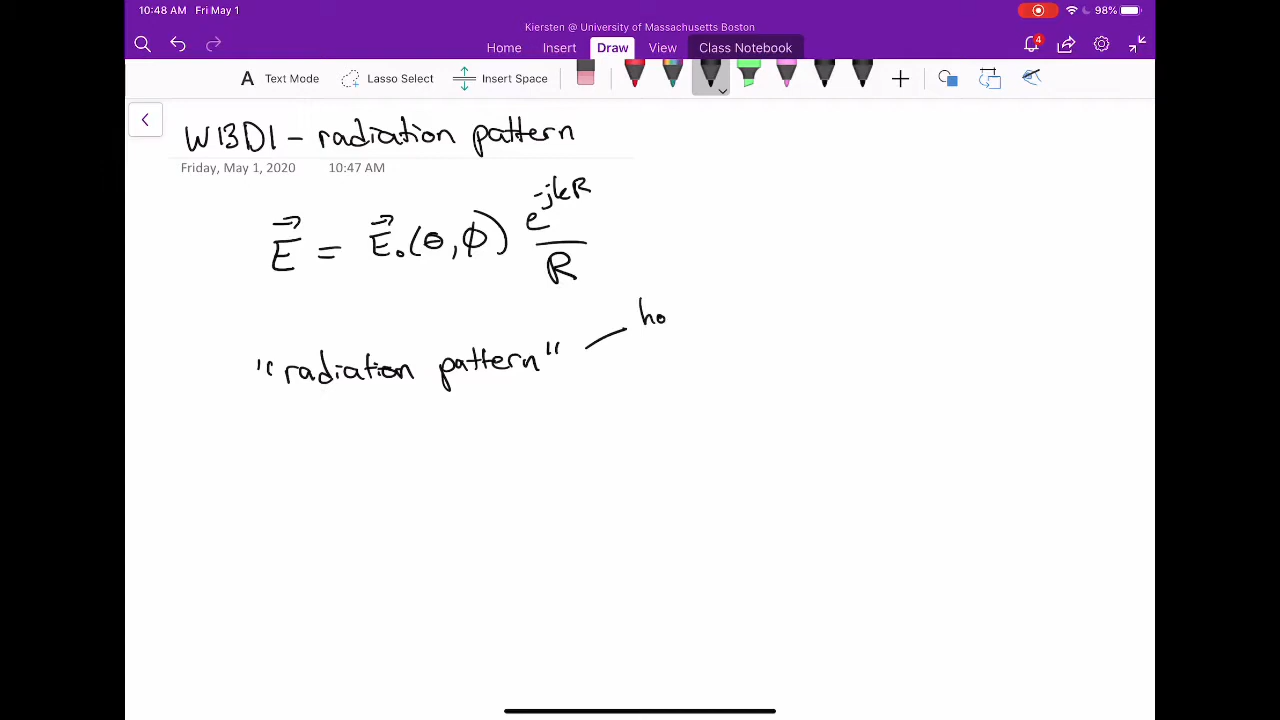 10:48 AM Fri May 1
98%
Kiersten @ University of Massachusetts Boston
4
Home Insert Draw View Class Notebook
A Text Mode Lasso Select Insert Space
W13D1 – radiation pattern
Friday, May 1, 2020 10:47 AM
E⃗ = E⃗₀(θ,ϕ) e^{-jkR}/R
ho
"radiation pattern"